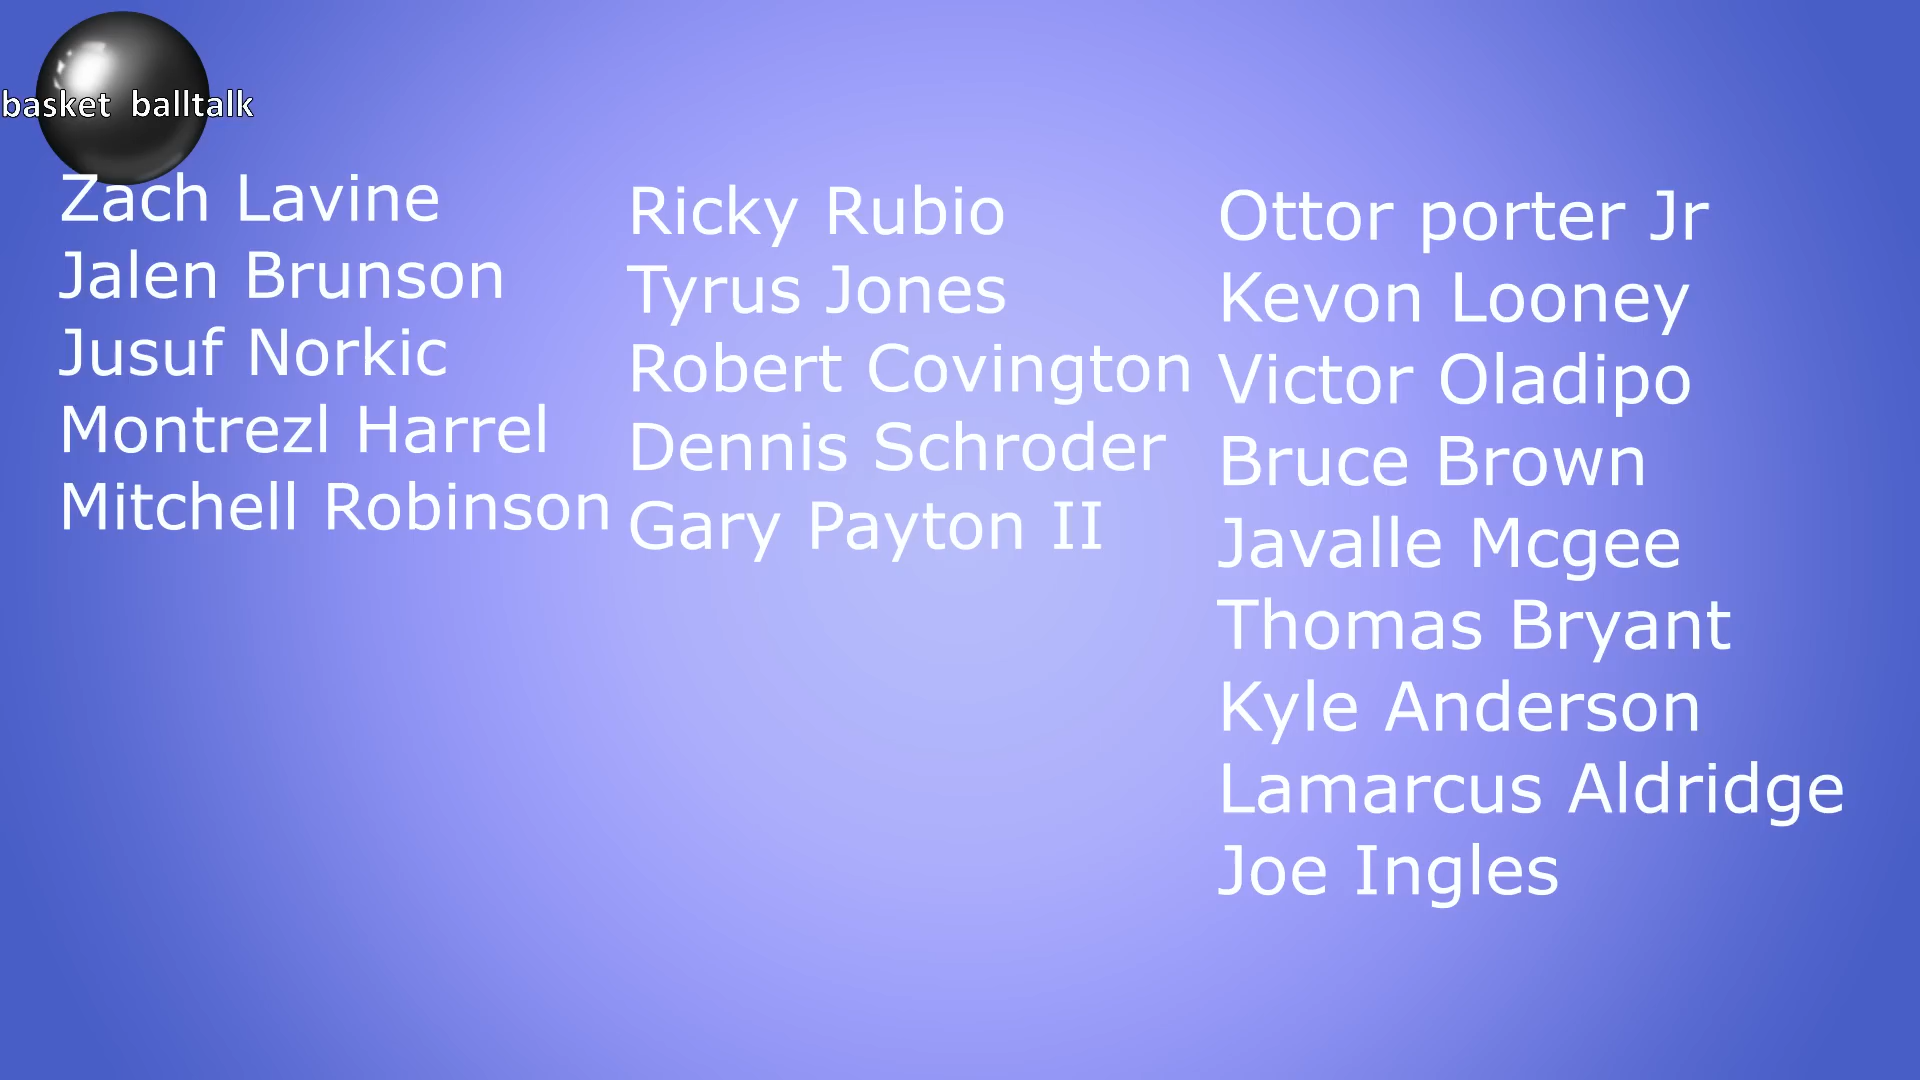 basket balltalk
Zach Lavine
Jalen Brunson
Jusuf Norkic
Montrezl Harrel
Mitchell Robinson
Ricky Rubio
Tyrus Jones
Robert Covington
Dennis Schroder
Gary Payton II
Ottor porter Jr
Kevon Looney
Victor Oladipo
Bruce Brown
Javalle Mcgee
Thomas Bryant
Kyle Anderson
Lamarcus Aldridge
Joe Ingles